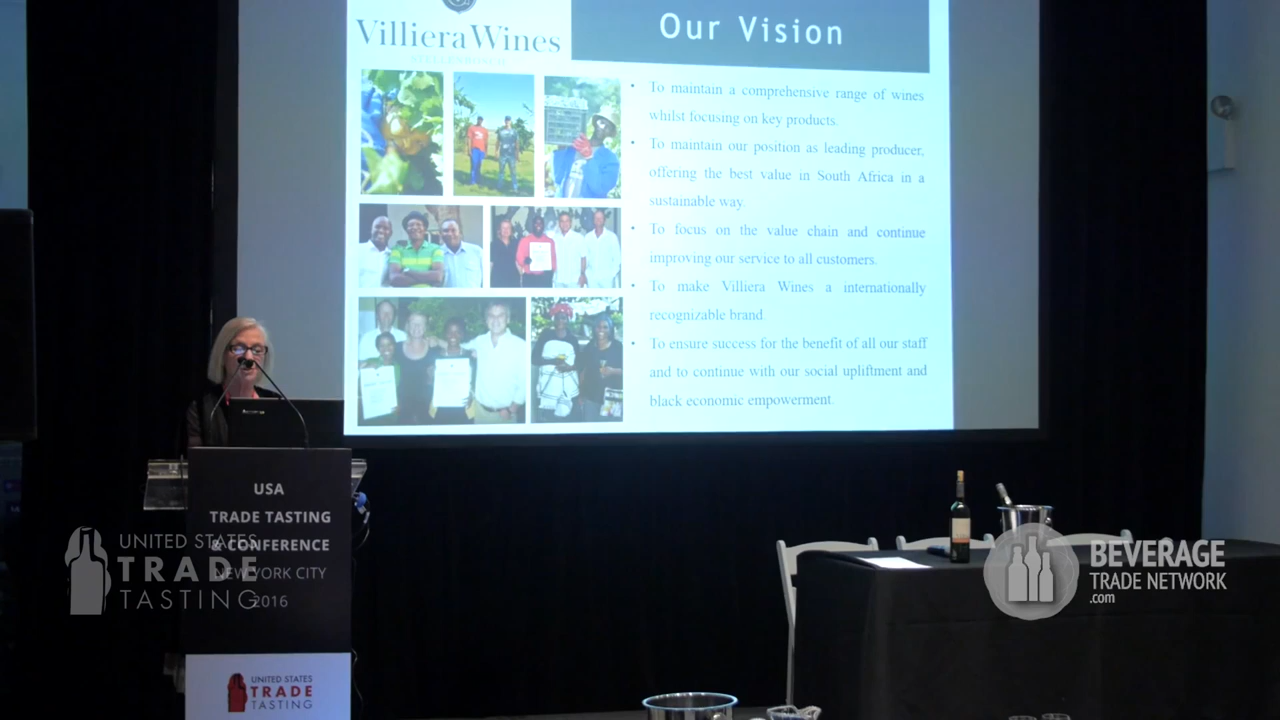 Villiera Wines
Our Vision
• To maintain a comprehensive range of wines
whilst focusing on key products.
• To maintain our position as leading producer,
offering the best value in South Africa in a
sustainable way.
• To focus on the value chain and continue
improving our service to all customers.
• To make Villiera Wines a internationally
recognizable brand.
• To ensure success for the benefit of all our staff
and to continue with our social upliftment and
black economic empowerment.
USA
TRADE TASTING
& CONFERENCE
NEW YORK CITY
2016
UNITED STATES
TRADE
TASTING
UNITED STATES
TRADE
TASTING
BEVERAGE
TRADE NETWORK
.com